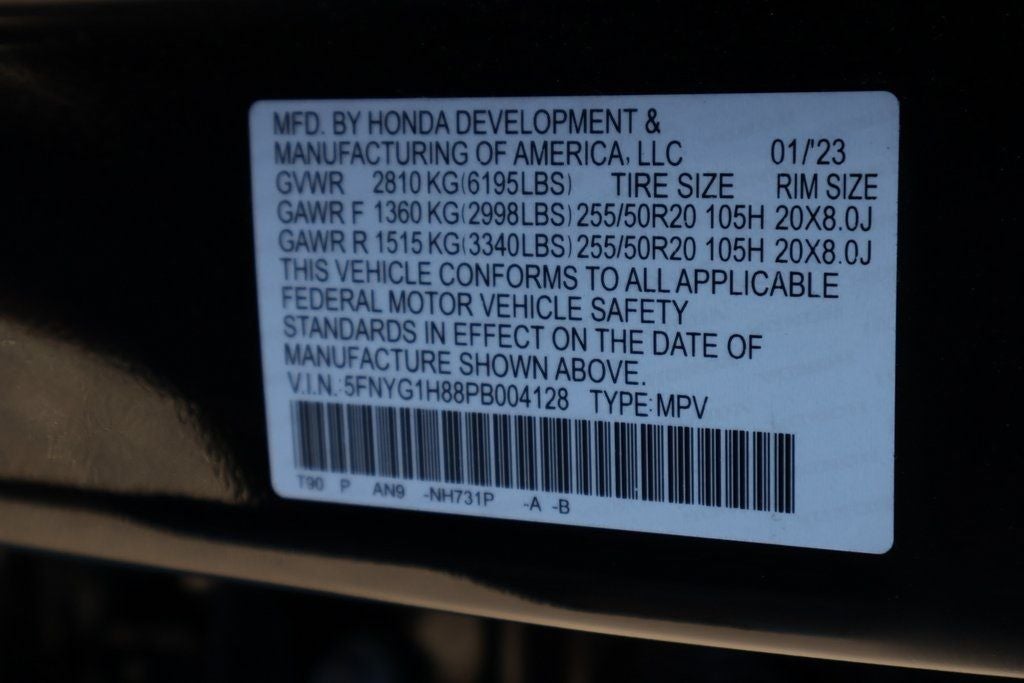 MFD. BY HONDA DEVELOPMENT &
MANUFACTURING OF AMERICA, LLC 01/'23
GVWR 2810 KG(6195LBS) TIRE SIZE RIM SIZE
GAWR F 1360 KG(2998LBS) 255/50R20 105H 20X8.0J
GAWR R 1515 KG(3340LBS) 255/50R20 105H 20X8.0J
THIS VEHICLE CONFORMS TO ALL APPLICABLE
FEDERAL MOTOR VEHICLE SAFETY
STANDARDS IN EFFECT ON THE DATE OF
MANUFACTURE SHOWN ABOVE.
V.I.N.:5FNYG1H88PB004128 TYPE:MPV
T90 P AN9 -NH731P -A -B